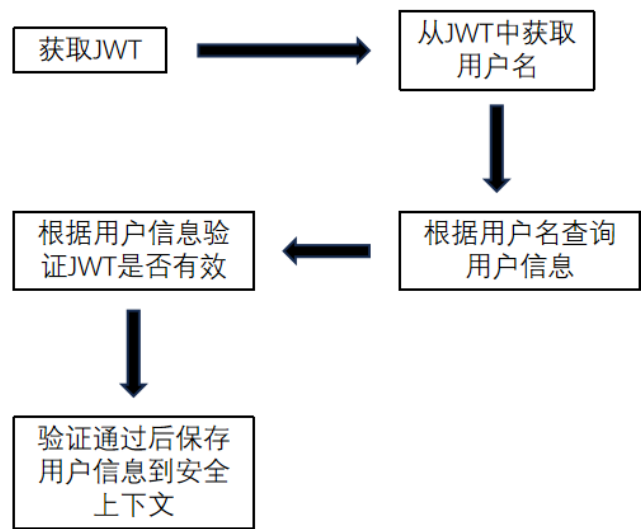 获取JWT
从JWT中获取
用户名
根据用户名查询
用户信息
根据用户信息验
证JWT是否有效
验证通过后保存
用户信息到安全
上下文